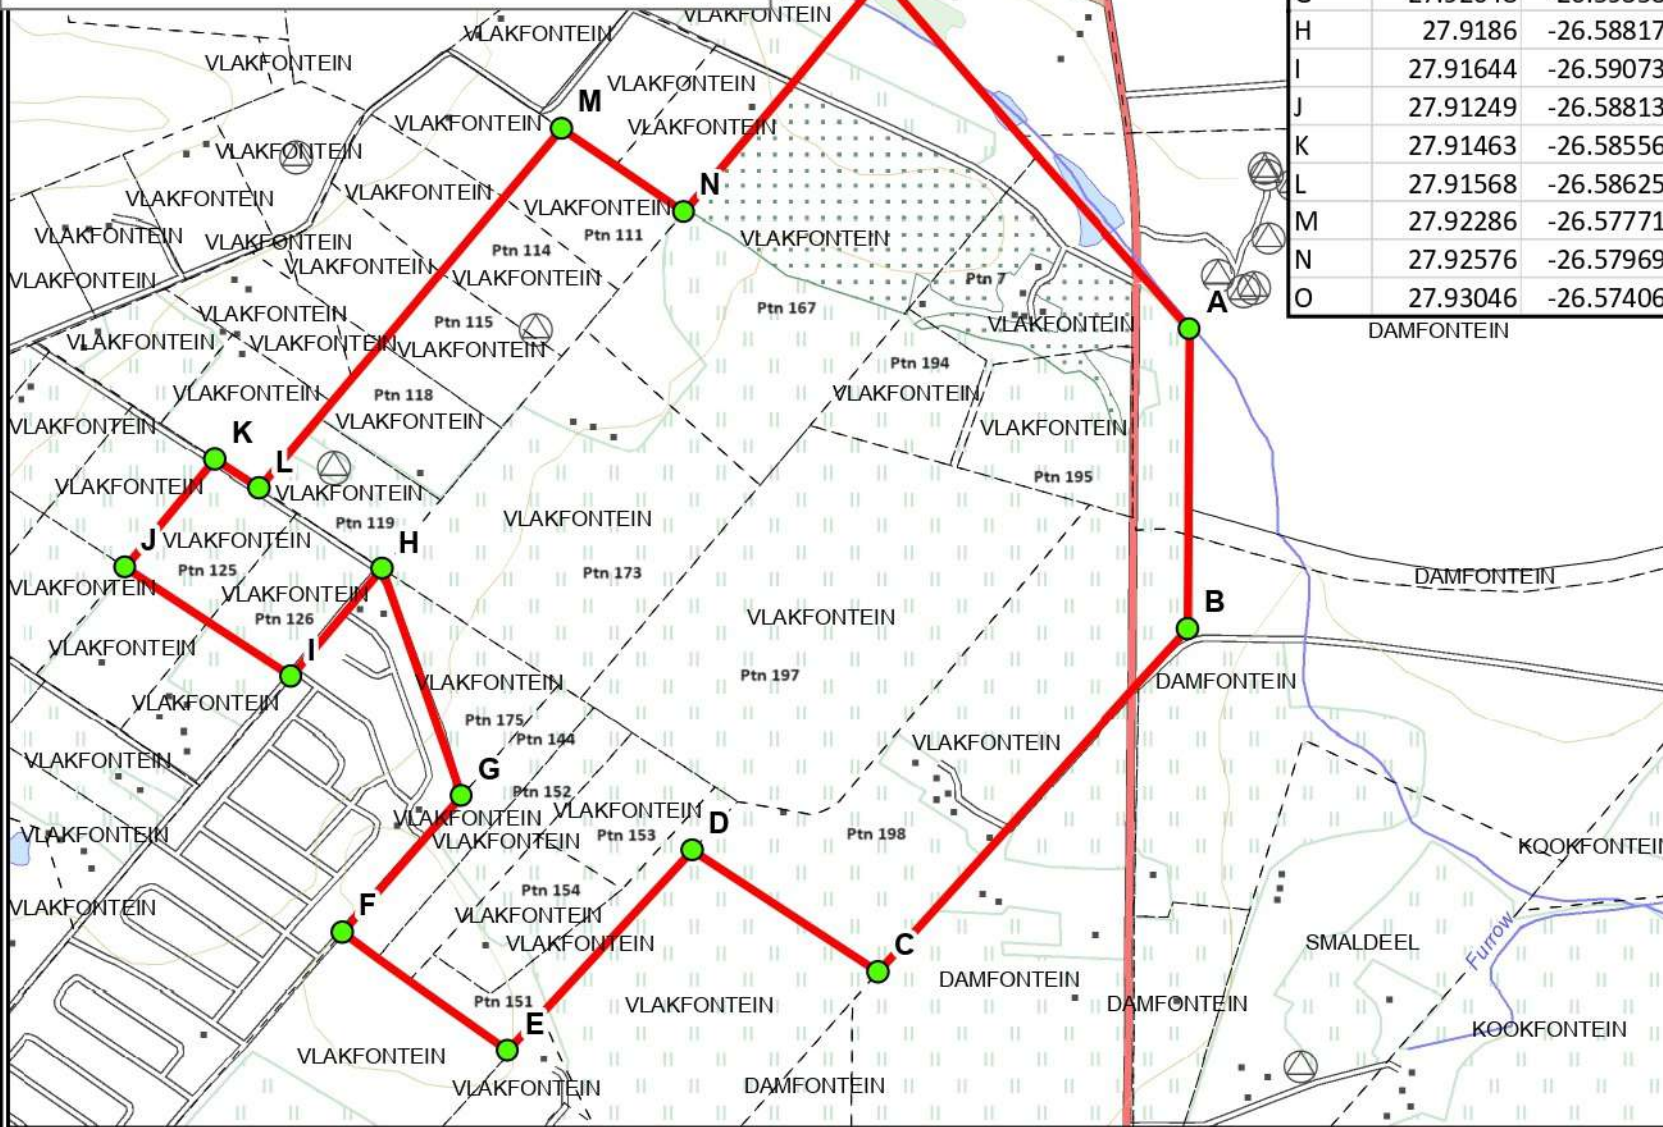 VLAKFONTEIN
H 27.9186 -26.58817
VLAKFONTEIN
VLAKFONTEIN
I 27.91644 -26.59073
VLAKFONTEIN
M
J 27.91249 -26.58813
VLAKFONTEIN
VLAKFONTEIN
K 27.91463 -26.58556
VLAKFONTEIN
L 27.91568 -26.58625
N
VLAKFONTEIN
VLAKFONTEIN
VLAKFONTEIN
M 27.92286 -26.57771
VLAKFONTEIN
Ptn 111
VLAKFONTEIN
VLAKFONTEIN
Ptn 114
N 27.92576 -26.57969
VLAKFONTEIN
VLAKFONTEIN
VLAKFONTEIN
Ptn 7
O 27.93046 -26.57406
A
Ptn 167
VLAKFONTEIN
Ptn 115
VLAKFONTEIN
DAMFONTEIN
VLAKFONTEIN
VLAKFONTEIN
VLAKFONTEIN
Ptn 194
VLAKFONTEIN
Ptn 118
VLAKFONTEIN
VLAKFONTEIN
VLAKFONTEIN
VLAKFONTEIN
K
L
Ptn 195
VLAKFONTEIN
VLAKFONTEIN
VLAKFONTEIN
Ptn 119
J
VLAKFONTEIN
H
Ptn 125
Ptn 173
DAMFONTEIN
VLAKFONTEIN
VLAKFONTEIN
B
Ptn 126
VLAKFONTEIN
VLAKFONTEIN
I
Ptn 197
VLAKFONTEIN
DAMFONTEIN
VLAKFONTEIN
Ptn 175
Ptn 144
VLAKFONTEIN
VLAKFONTEIN
G
Ptn 152
VLAKFONTEIN
VLAKFONTEIN
D
VLAKFONTEIN
Ptn 153
Ptn 198
VLAKFONTEIN
KOOKFONTEIN
Ptn 154
F
VLAKFONTEIN
VLAKFONTEIN
VLAKFONTEIN
C
SMALDEEL
Furrow
DAMFONTEIN
Ptn 151
VLAKFONTEIN
DAMFONTEIN
E
KOOKFONTEIN
VLAKFONTEIN
VLAKFONTEIN
DAMFONTEIN